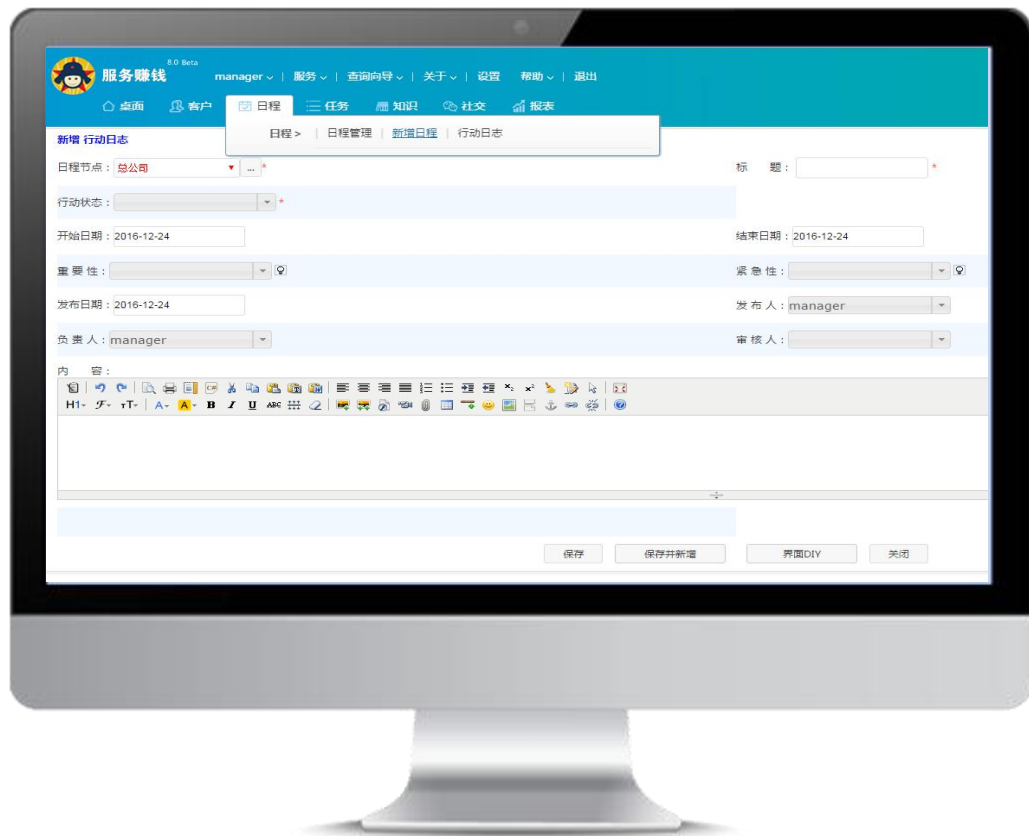 8.0 Beta
服务赚钱 manager | 服务 | 查询向导 | 关于 | 设置 帮助 | 退出
桌面 客户 日程 任务 知识 社交 报表
日程 > | 日程管理 | 新增日程 | 行动日志
新增 行动日志
日程节点： 总公司 ... * 标 题： *
行动状态： *
开始日期： 2016-12-24 结束日期： 2016-12-24
重 要 性： 紧 急 性：
发布日期： 2016-12-24 发 布 人： manager
负 责 人： manager 审 核 人：
内 容：
H1 F тT A A B I U ABC
保存 保存并新增 界面DIY 关闭